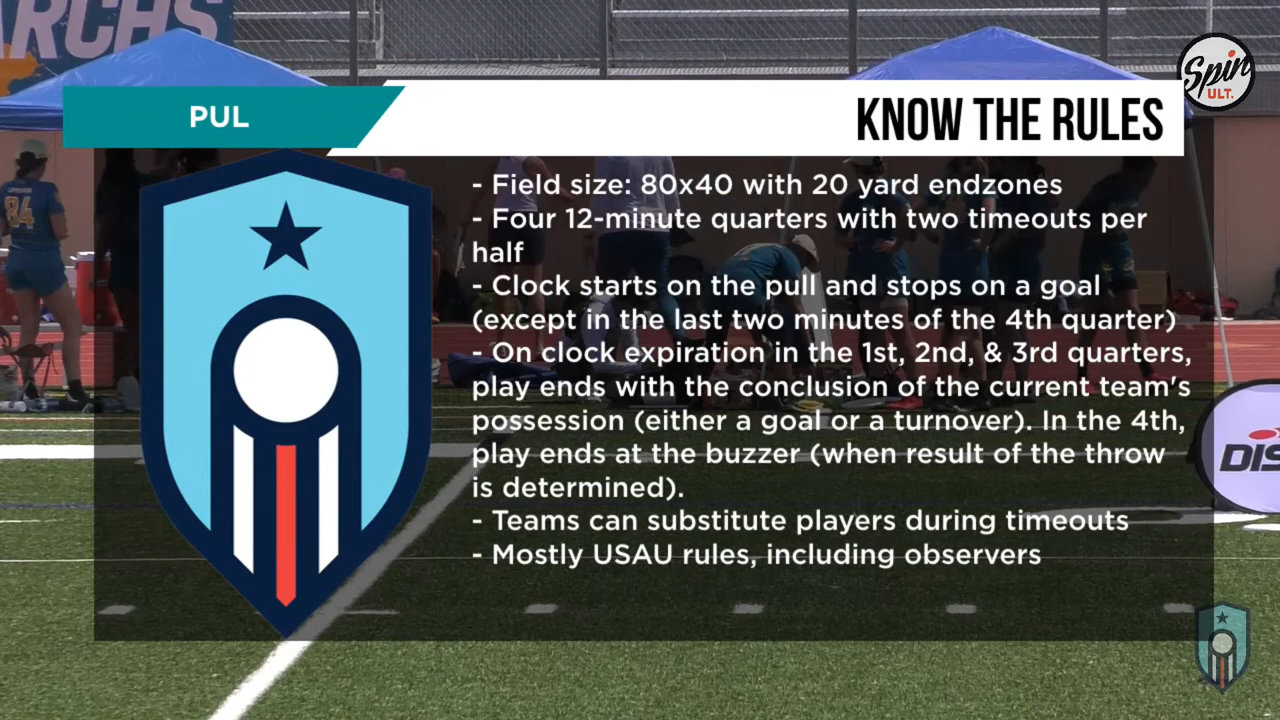 ARCHS
Spin
ULT.
PUL
KNOW THE RULES
- Field size: 80x40 with 20 yard endzones
- Four 12-minute quarters with two timeouts per
half
- Clock starts on the pull and stops on a goal
(except in the last two minutes of the 4th quarter)
- On clock expiration in the 1st, 2nd, & 3rd quarters,
play ends with the conclusion of the current team's
possession (either a goal or a turnover). In the 4th,
play ends at the buzzer (when result of the throw
is determined).
- Teams can substitute players during timeouts
- Mostly USAU rules, including observers
84
DIS